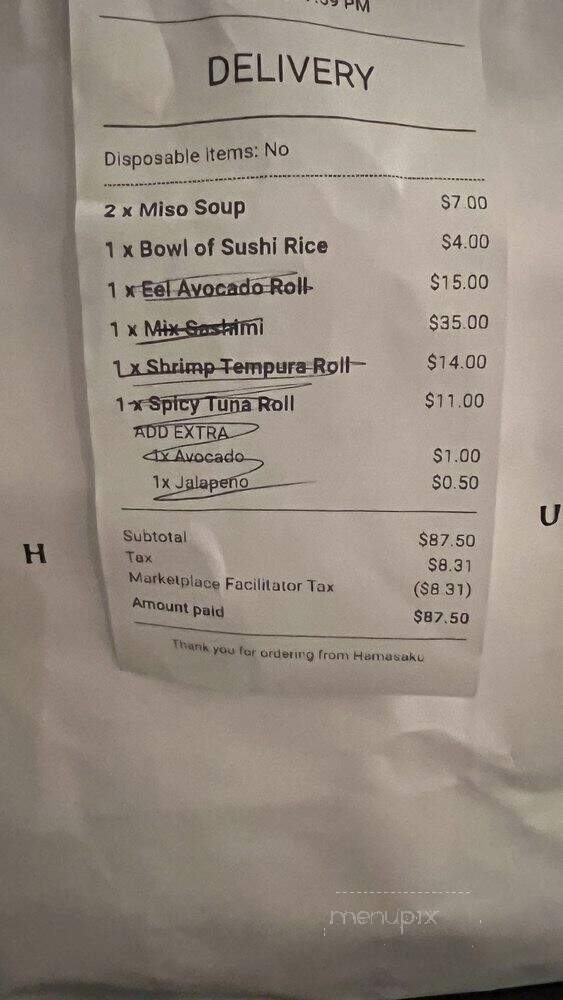 PM
DELIVERY
Disposable items: No
2 x Miso Soup $7.00
1 x Bowl of Sushi Rice $4.00
1 x Eel Avocado Roll $15.00
1 x Mix Sashimi $35.00
1 x Shrimp Tempura Roll $14.00
1 x Spicy Tuna Roll $11.00
ADD EXTRA
1x Avocado $1.00
1x Jalapeño $0.50
Subtotal $87.50
Tax $8.31
Marketplace Facilitator Tax ($8.31)
Amount paid $87.50
Thank you for ordering from Hamasaku
H U
menupix